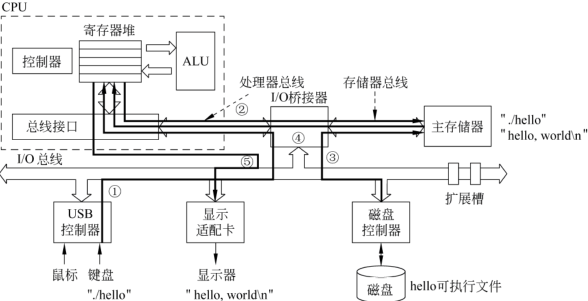 CPU
寄存器堆
控制器
ALU
处理器总线
存储器总线
②
I/O桥接器
总线接口
主存储器
"./hello"
"hello, world\n"
④
I/O 总线
⑤
③
①
扩展槽
USB
控制器
显示
适配卡
磁盘
控制器
鼠标
键盘
显示器
磁盘
hello可执行文件
"./hello"
" hello, world\n"